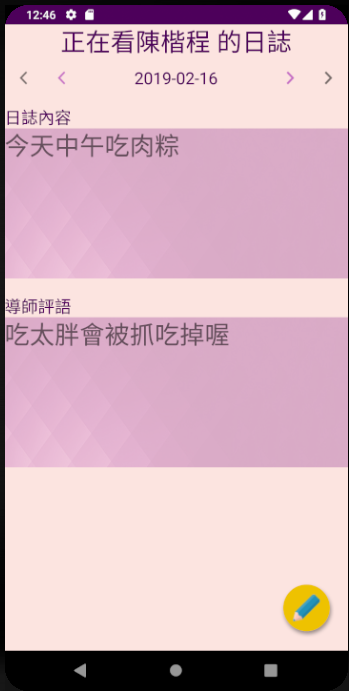 12:46
正在看陳楷程 的日誌
2019-02-16
日誌內容
今天中午吃肉粽
導師評語
吃太胖會被抓吃掉喔